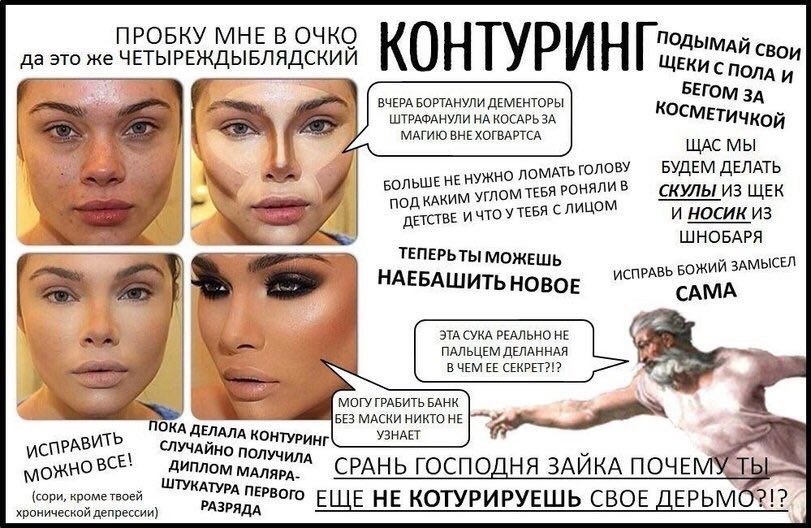 ПРОБКУ МНЕ В ОЧКО
да это же ЧЕТЫРЕЖДЫБЛЯДСКИЙ
КОНТУРИНГ
ПОДЫМАЙ СВОИ
ЩЕКИ С ПОЛА И
БЕГОМ ЗА
КОСМЕТИЧКОЙ
ВЧЕРА БОРТАНУЛИ ДЕМЕНТОРЫ
ШТРАФАНУЛИ НА КОСАРЬ ЗА
МАГИЮ ВНЕ ХОГВАРТСА
ЩАС МЫ
БУДЕМ ДЕЛАТЬ
СКУЛЫ ИЗ ЩЕК
И НОСИК ИЗ
ШНОБАРЯ
БОЛЬШЕ НЕ НУЖНО ЛОМАТЬ ГОЛОВУ
ПОД КАКИМ УГЛОМ ТЕБЯ РОНЯЛИ В
ДЕТСТВЕ И ЧТО У ТЕБЯ С ЛИЦОМ
ТЕПЕРЬ ТЫ МОЖЕШЬ
НАЕБАШИТЬ НОВОЕ
ИСПРАВЬ БОЖИЙ ЗАМЫСЕЛ
САМА
ЭТА СУКА РЕАЛЬНО НЕ
ПАЛЬЦЕМ ДЕЛАННАЯ
В ЧЕМ ЕЕ СЕКРЕТ?!?
МОГУ ГРАБИТЬ БАНК
БЕЗ МАСКИ НИКТО НЕ
УЗНАЕТ
ИСПРАВИТЬ
МОЖНО ВСЕ!
(сори, кроме твоей
хронической депрессии)
ПОКА ДЕЛАЛА КОНТУРИНГ
СЛУЧАЙНО ПОЛУЧИЛА
ДИПЛОМ МАЛЯРА-
ШТУКАТУРА ПЕРВОГО
РАЗРЯДА
СРАНЬ ГОСПОДНЯ ЗАЙКА ПОЧЕМУ ТЫ
ЕЩЕ НЕ КОТУРИРУЕШЬ СВОЕ ДЕРЬМО?!?